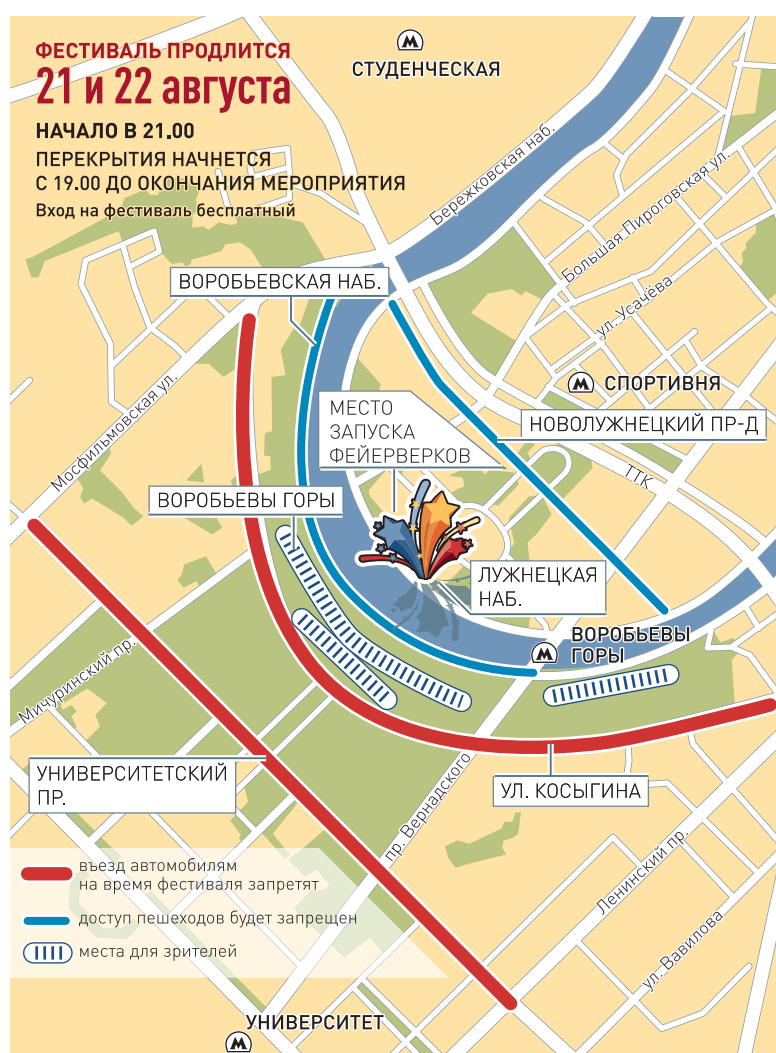 ФЕСТИВАЛЬ ПРОДЛИТСЯ
21 и 22 августа
НАЧАЛО В 21.00
ПЕРЕКРЫТИЯ НАЧНЕТСЯ
С 19.00 ДО ОКОНЧАНИЯ МЕРОПРИЯТИЯ
Вход на фестиваль бесплатный
М
СТУДЕНЧЕСКАЯ
Бережковская наб.
Большая-Пироговская ул.
ул. Усачёва
ВОРОБЬЕВСКАЯ НАБ.
М
СПОРТИВНЯ
Мосфильмовская ул.
МЕСТО
ЗАПУСКА
ФЕЙЕРВЕРКОВ
НОВОЛУЖНЕЦКИЙ ПР-Д
ТТК
ВОРОБЬЕВЫ ГОРЫ
ЛУЖНЕЦКАЯ
НАБ.
М
ВОРОБЬЕВЫ
ГОРЫ
Мичуринский пр.
УНИВЕРСИТЕТСКИЙ
ПР.
УЛ. КОСЫГИНА
пр. Вернадского
Ленинский пр.
ул. Вавилова
въезд автомобилям
на время фестиваля запретят
доступ пешеходов будет запрещен
места для зрителей
УНИВЕРСИТЕТ
М